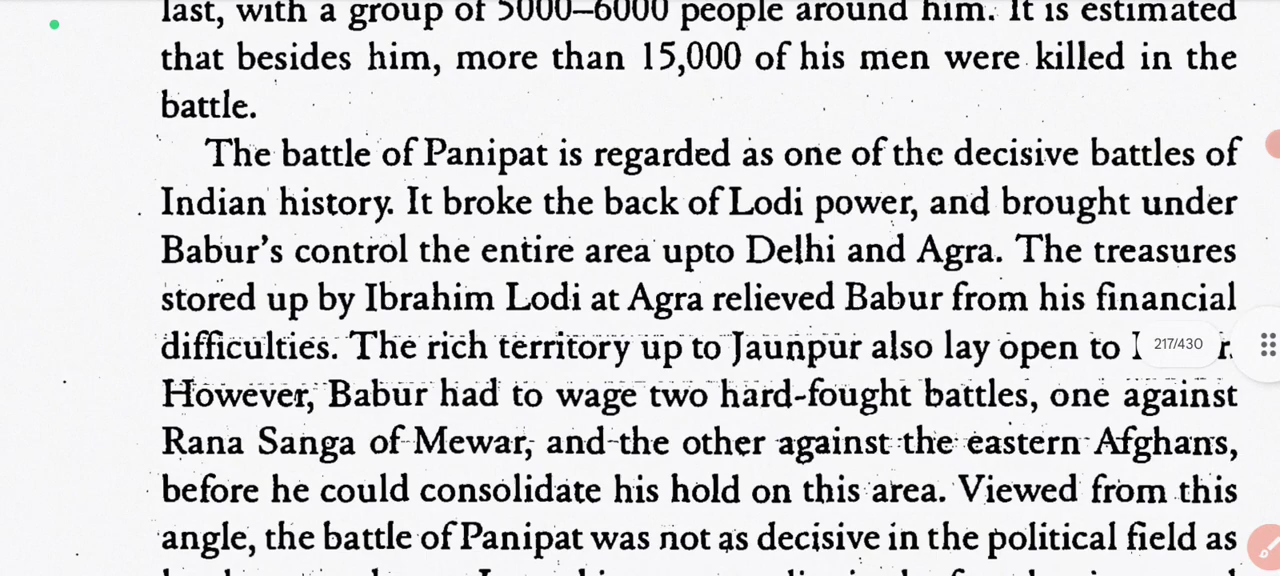 last, with a group of 5000–6000 people around him. It is estimated
that besides him, more than 15,000 of his men were killed in the
battle.
The battle of Panipat is regarded as one of the decisive battles of
Indian history. It broke the back of Lodi power, and brought under
Babur's control the entire area upto Delhi and Agra. The treasures
stored up by Ibrahim Lodi at Agra relieved Babur from his financial
difficulties. The rich territory up to Jaunpur also lay open to 217/430
However, Babur had to wage two hard-fought battles, one against
Rana Sanga of Mewar, and the other against the eastern Afghans,
before he could consolidate his hold on this area. Viewed from this
angle, the battle of Panipat was not as decisive in the political field as